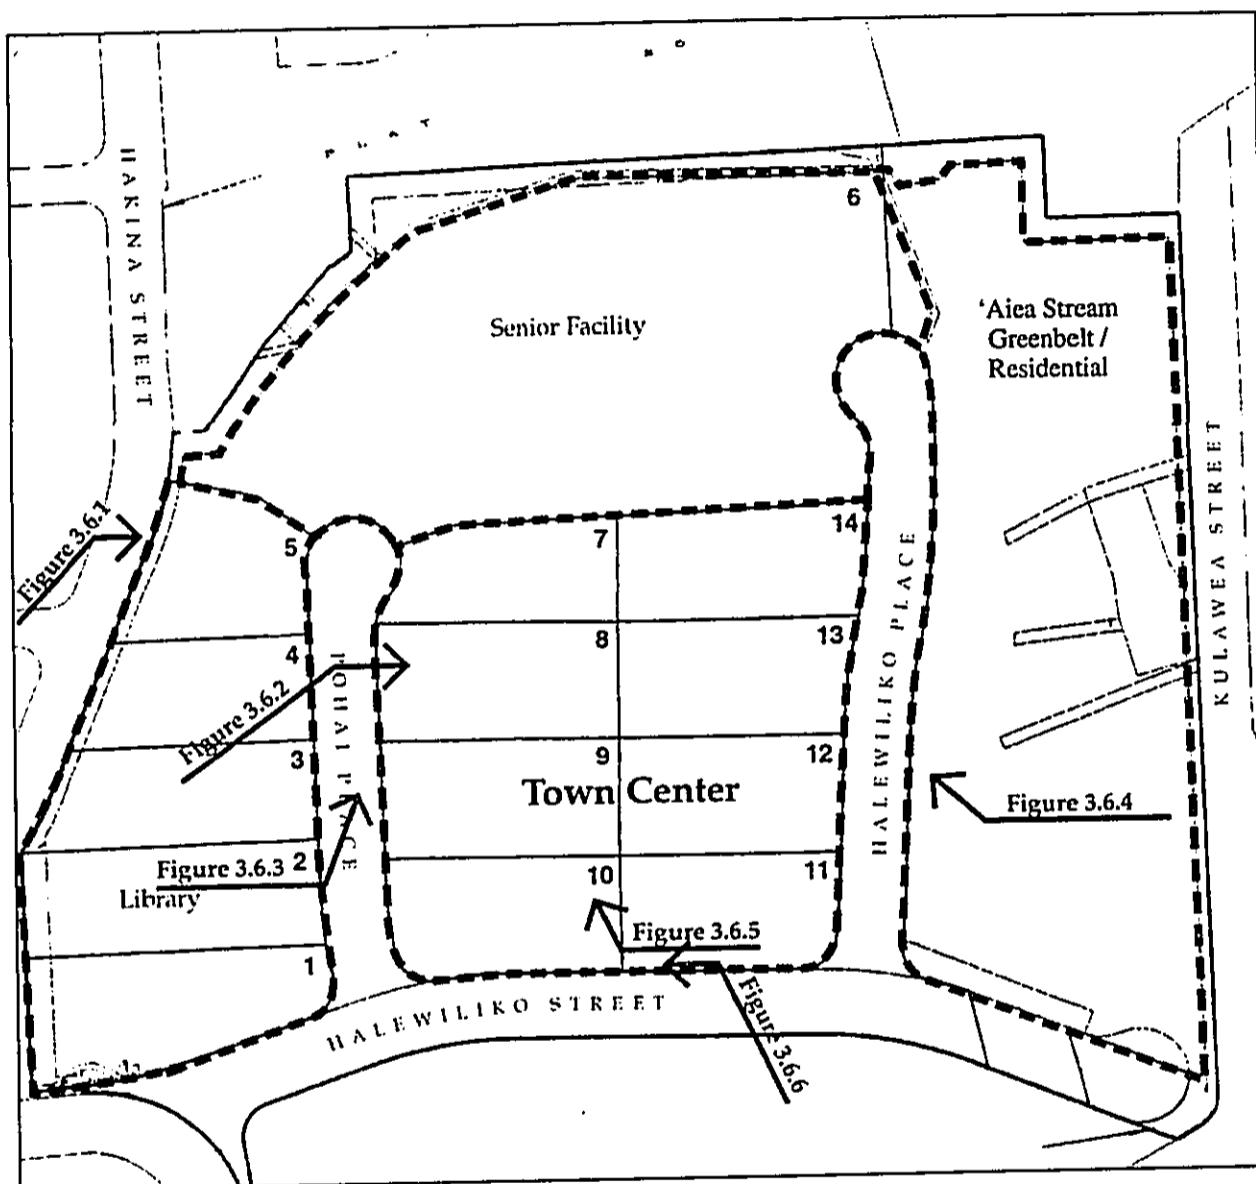 HAKINA STREET
6
Senior Facility
'Aiea Stream
Greenbelt /
Residential
KULAWEA STREET
Figure 3.6.1
5
7
14
HALEWILIKO PLACE
4
8
13
Figure 3.6.2
3
9
12
Town Center
Figure 3.6.4
Figure 3.6.3
2
Library
10
11
Figure 3.6.5
1
HALEWILIKO STREET
Figure 3.6.6